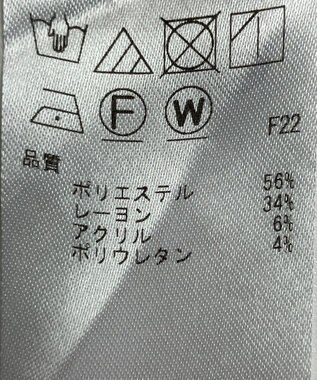 F W
F22
品質
ポリエステル 56%
レーヨン 34%
アクリル 6%
ポリウレタン 4%